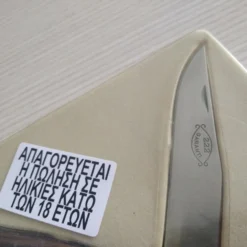 ΑΠΑΓΟΡΕΥΕΤΑΙ
Η ΠΩΛΗΣΗ ΣΕ
ΗΛΙΚΙΕΣ ΚΑΤΩ
ΤΩΝ 18 ΕΤΩΝ